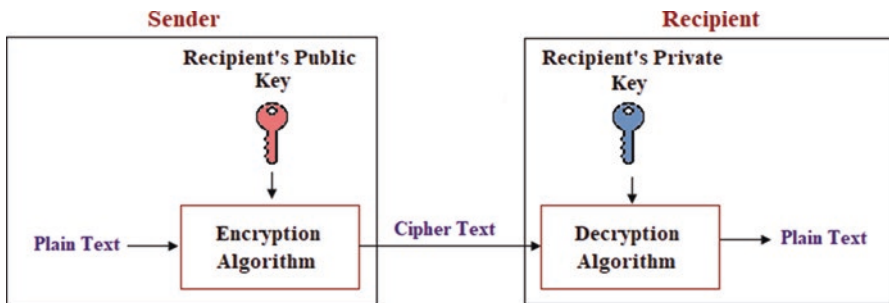 Sender
Recipient
Recipient's Public
Key
Recipient's Private
Key
Plain Text
Encryption
Algorithm
Cipher Text
Decryption
Algorithm
Plain Text